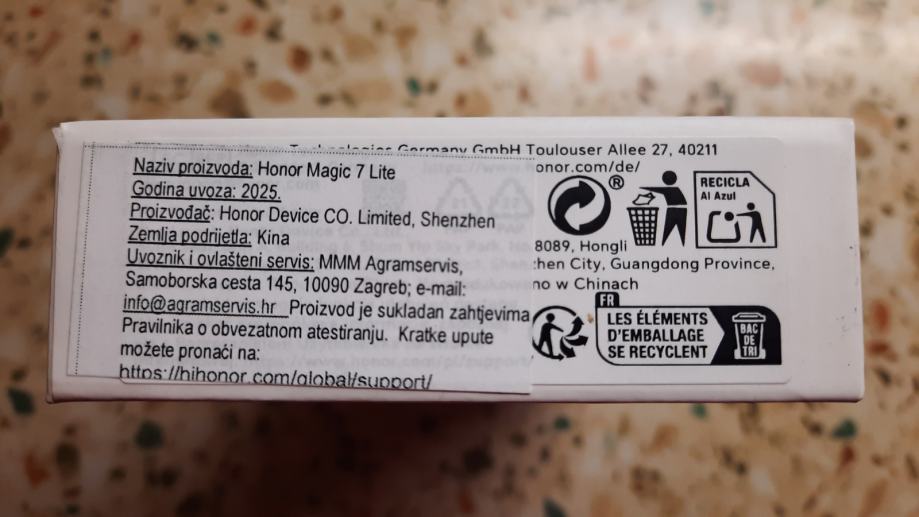 Technologies Germany GmbH Toulouser Allee 27, 40211
Naziv proizvoda: Honor Magic 7 Lite
Godina uvoza: 2025.
Proizvođač: Honor Device CO. Limited, Shenzhen
Zemlja podrijetla: Kina
Uvoznik i ovlašteni servis: MMM Agramservis,
Samoborska cesta 145, 10090 Zagreb; e-mail:
info@agramservis.hr Proizvod je sukladan zahtjevima
Pravilnika o obvezatnom atestiranju. Kratke upute
možete pronaći na:
https://hihonor.com/global/support/
onor.com/de/
®
RECICLA
Al Azul
8089, Hongli
City, Guangdong Province,
w Chinach
FR
LES ÉLÉMENTS
D'EMBALLAGE
SE RECYCLENT
BAC
DE
TRI